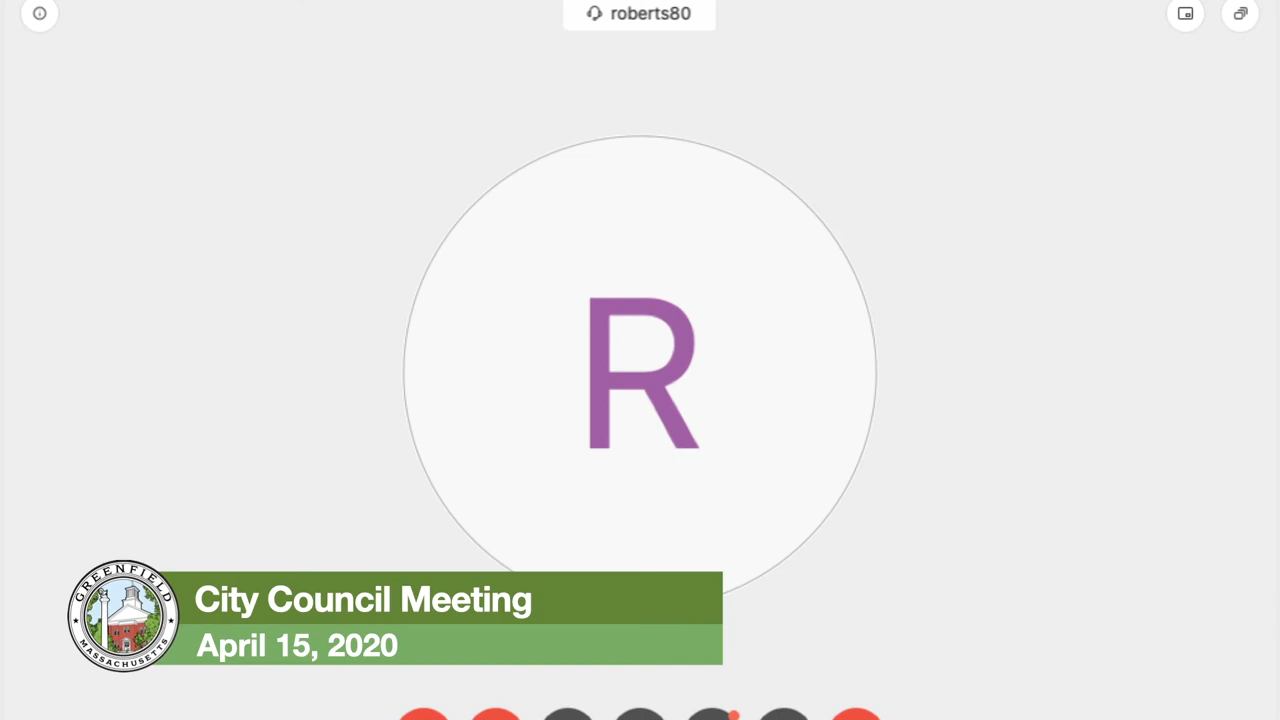 roberts80
R
GREENFIELD
MASSACHUSETTS
City Council Meeting
April 15, 2020